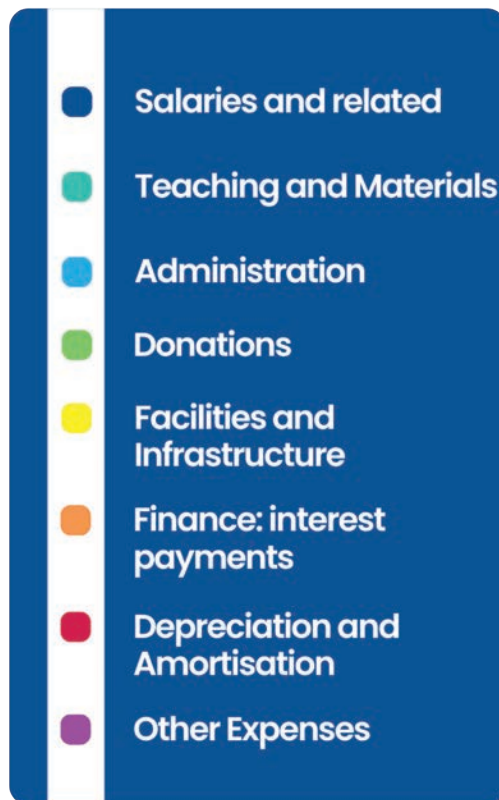 Salaries and related
Teaching and Materials
Administration
Donations
Facilities and
Infrastructure
Finance: interest
payments
Depreciation and
Amortisation
Other Expenses